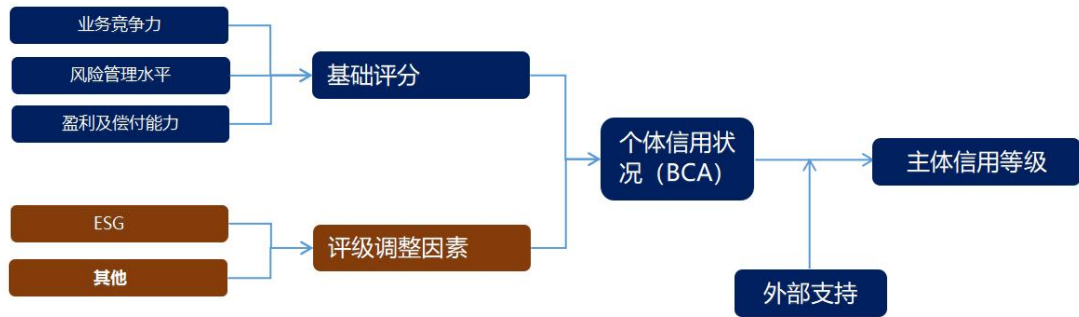 业务竞争力
风险管理水平
盈利及偿付能力
基础评分
ESG
其他
评级调整因素
个体信用状
况（BCA）
主体信用等级
外部支持